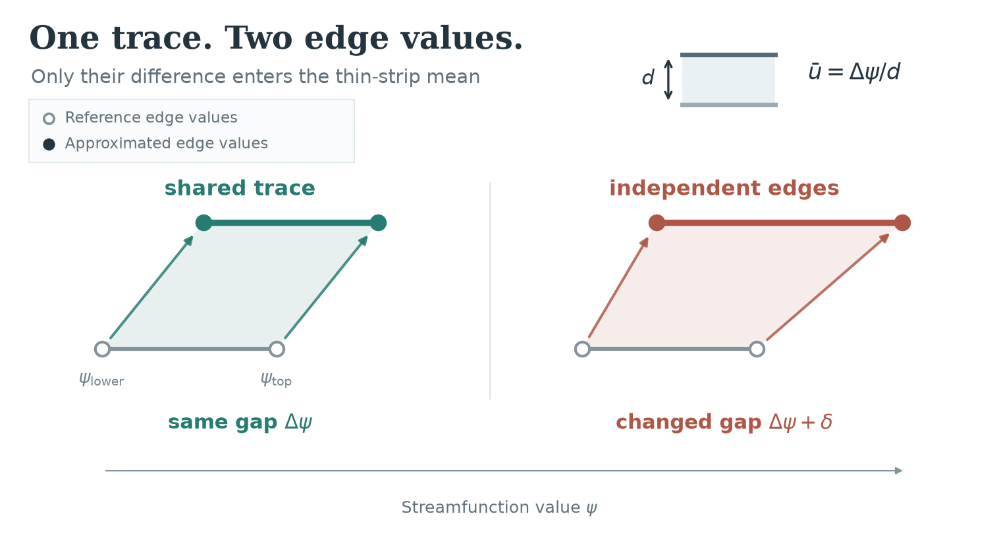 One trace. Two edge values.
Only their difference enters the thin-strip mean
d
ū = Δψ/d
Reference edge values
Approximated edge values
shared trace
independent edges
ψlower
ψtop
same gap Δψ
changed gap Δψ + δ
Streamfunction value ψ